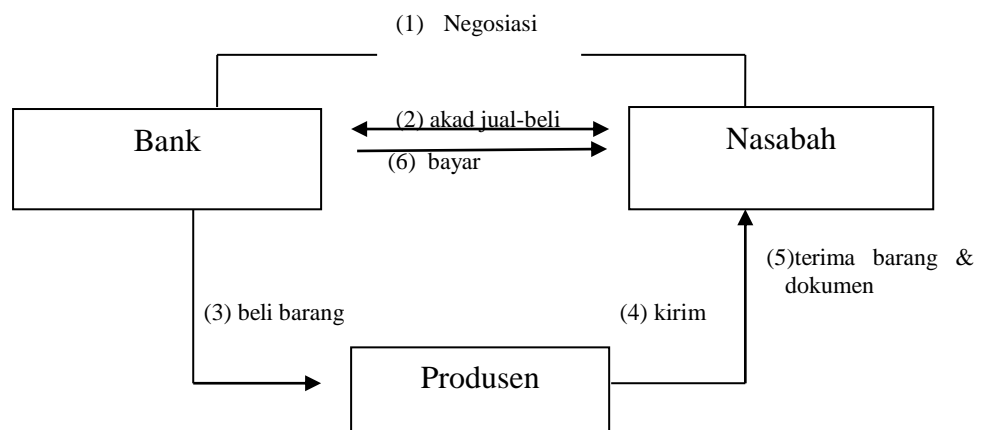 (1) Negosiasi
Bank
(2) akad jual-beli
(6) bayar
Nasabah
(5)terima barang &
dokumen
(3) beli barang
(4) kirim
Produsen